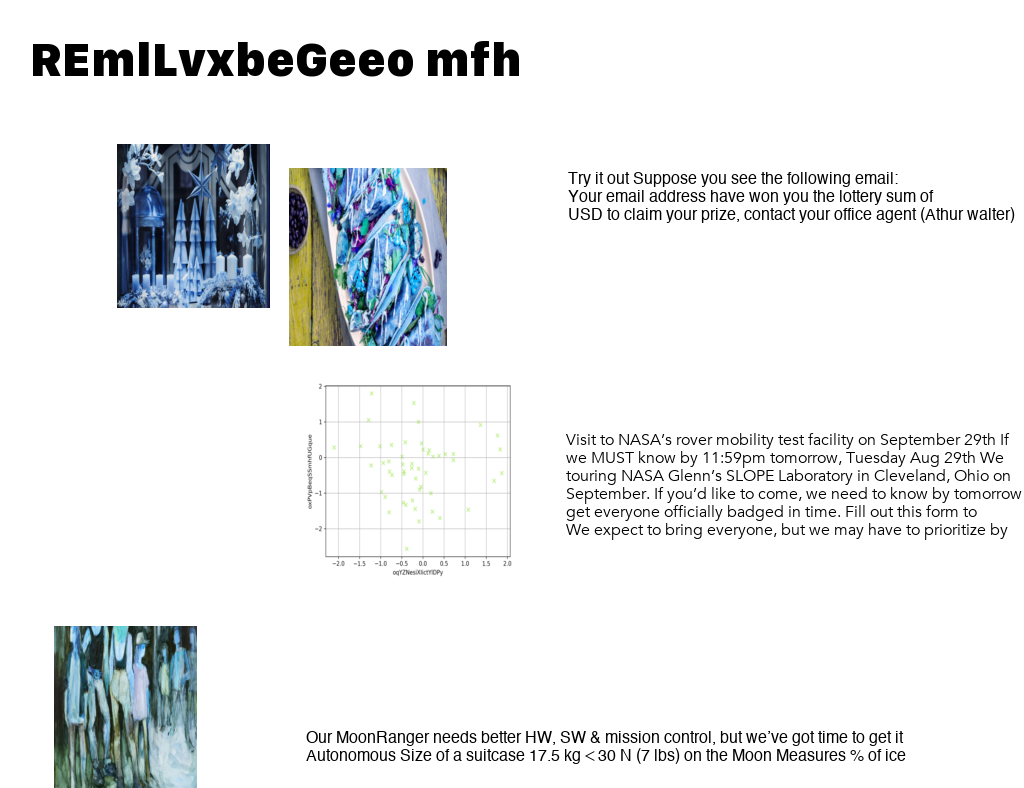 REmlLvxbeGeeo mfh
Try it out Suppose you see the following email:
Your email address have won you the lottery sum of
USD to claim your prize, contact your office agent (Athur walter)
2
1
0
−1
−2
−2.0 −1.5 −1.0 −0.5 0.0 0.5 1.0 1.5 2.0
Visit to NASA’s rover mobility test facility on September 29th If
we MUST know by 11:59pm tomorrow, Tuesday Aug 29th We
touring NASA Glenn’s SLOPE Laboratory in Cleveland, Ohio on
September. If you’d like to come, we need to know by tomorrow
get everyone officially badged in time. Fill out this form to
We expect to bring everyone, but we may have to prioritize by
Our MoonRanger needs better HW, SW & mission control, but we’ve got time to get it
Autonomous Size of a suitcase 17.5 kg < 30 N (7 lbs) on the Moon Measures % of ice